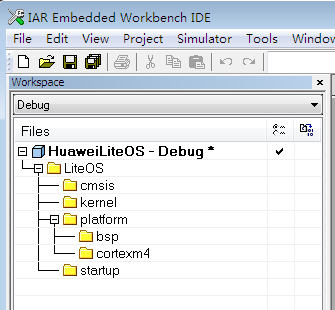 IAR Embedded Workbench IDE
File Edit View Project Simulator Tools Window
Workspace
Debug
Files
HuaweiLiteOS - Debug *
LiteOS
cmsis
kernel
platform
bsp
cortexm4
startup